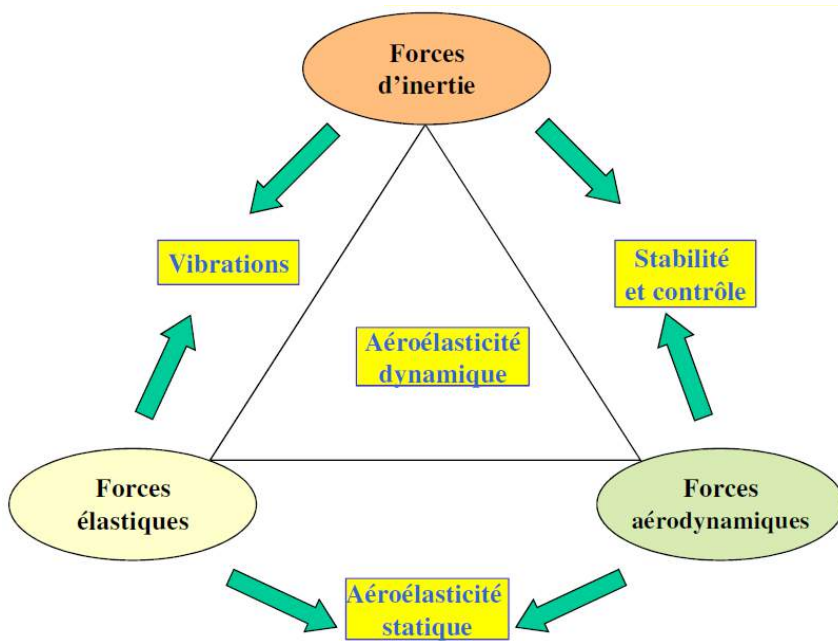 Forces
d'inertie
Vibrations
Stabilité
et contrôle
Aéroélasticité
dynamique
Forces
élastiques
Forces
aérodynamiques
Aéroélasticité
statique